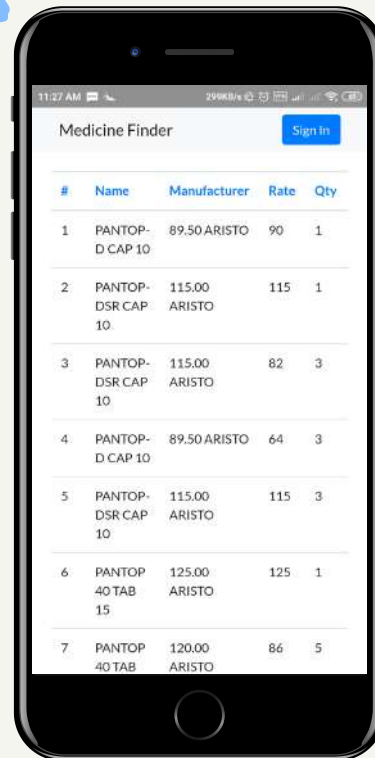 11:27 AM 299KB/s
Medicine Finder Sign In
# Name Manufacturer Rate Qty
1 PANTOP- 89.50 ARISTO 90 1
D CAP 10
2 PANTOP- 115.00 115 1
DSR CAP ARISTO
10
3 PANTOP- 115.00 82 3
DSR CAP ARISTO
10
4 PANTOP- 89.50 ARISTO 64 3
D CAP 10
5 PANTOP- 115.00 115 3
DSR CAP ARISTO
10
6 PANTOP 125.00 125 1
40 TAB ARISTO
15
7 PANTOP 120.00 86 5
40 TAB ARISTO